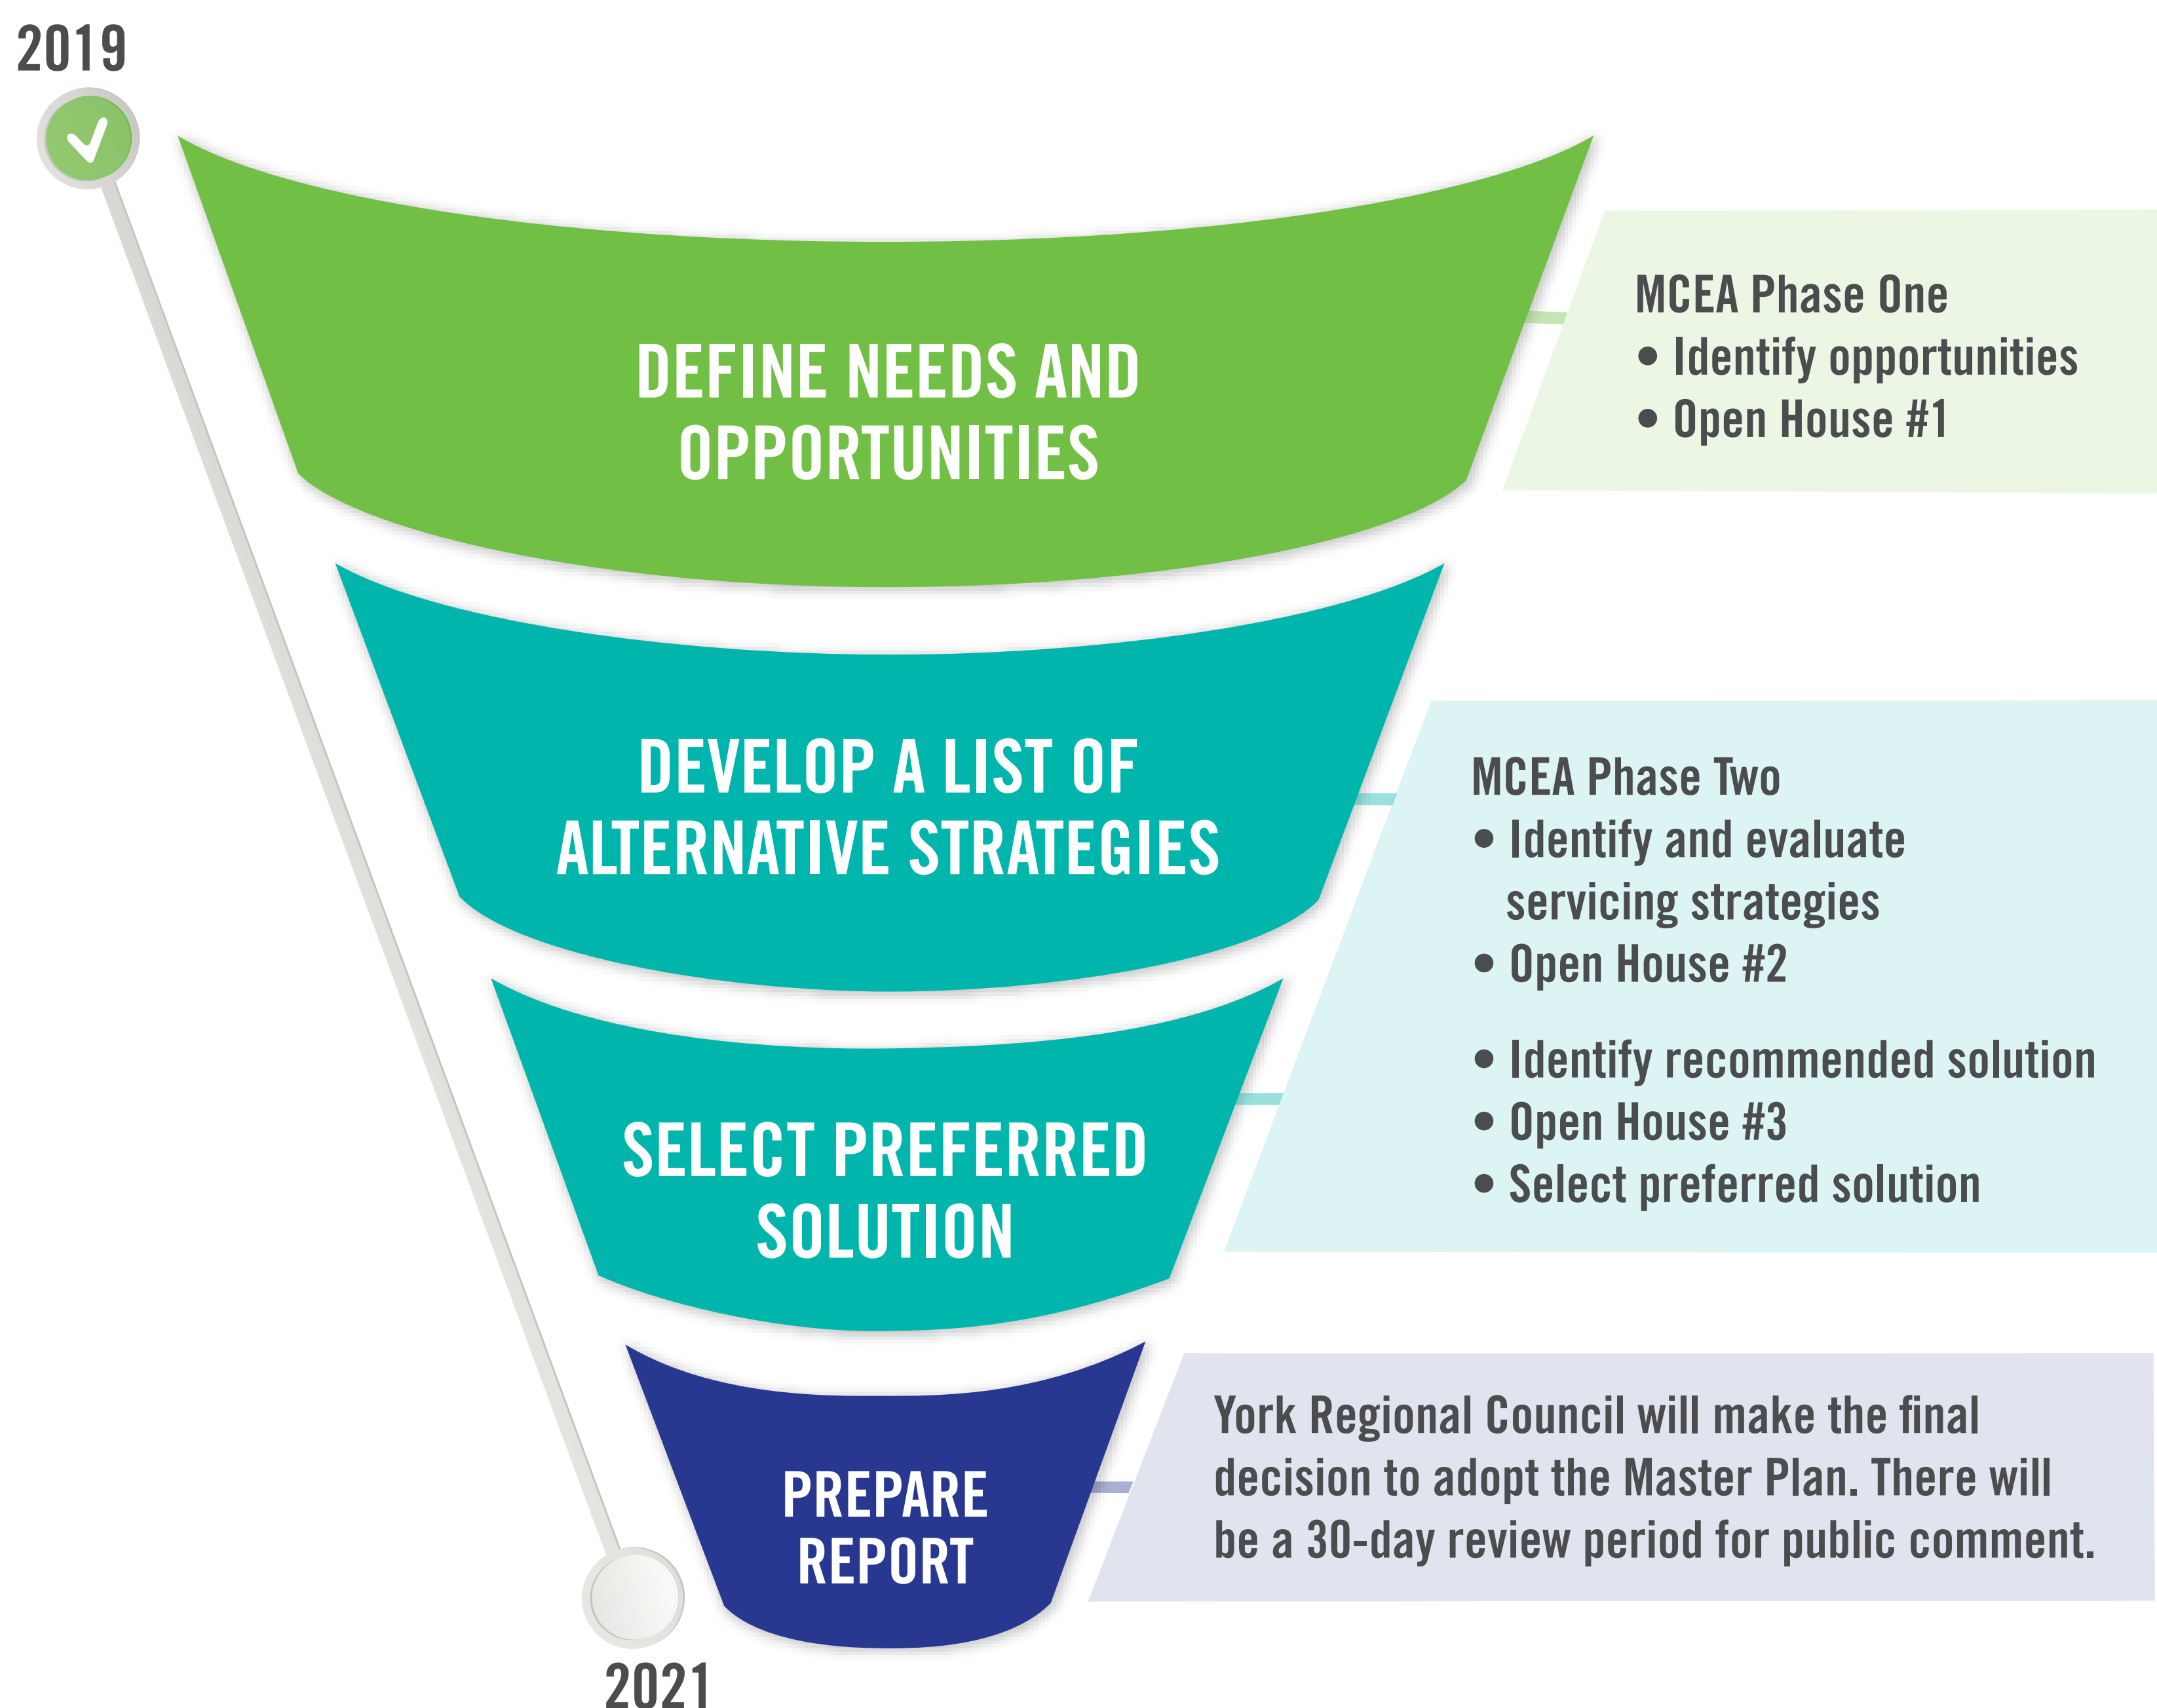 2019
DEFINE NEEDS AND
OPPORTUNITIES
MCEA Phase One
• Identify opportunities
• Open House #1
DEVELOP A LIST OF
ALTERNATIVE STRATEGIES
MCEA Phase Two
• Identify and evaluate
servicing strategies
• Open House #2
SELECT PREFERRED
SOLUTION
• Identify recommended solution
• Open House #3
• Select preferred solution
PREPARE
REPORT
York Regional Council will make the final
decision to adopt the Master Plan. There will
be a 30-day review period for public comment.
2021